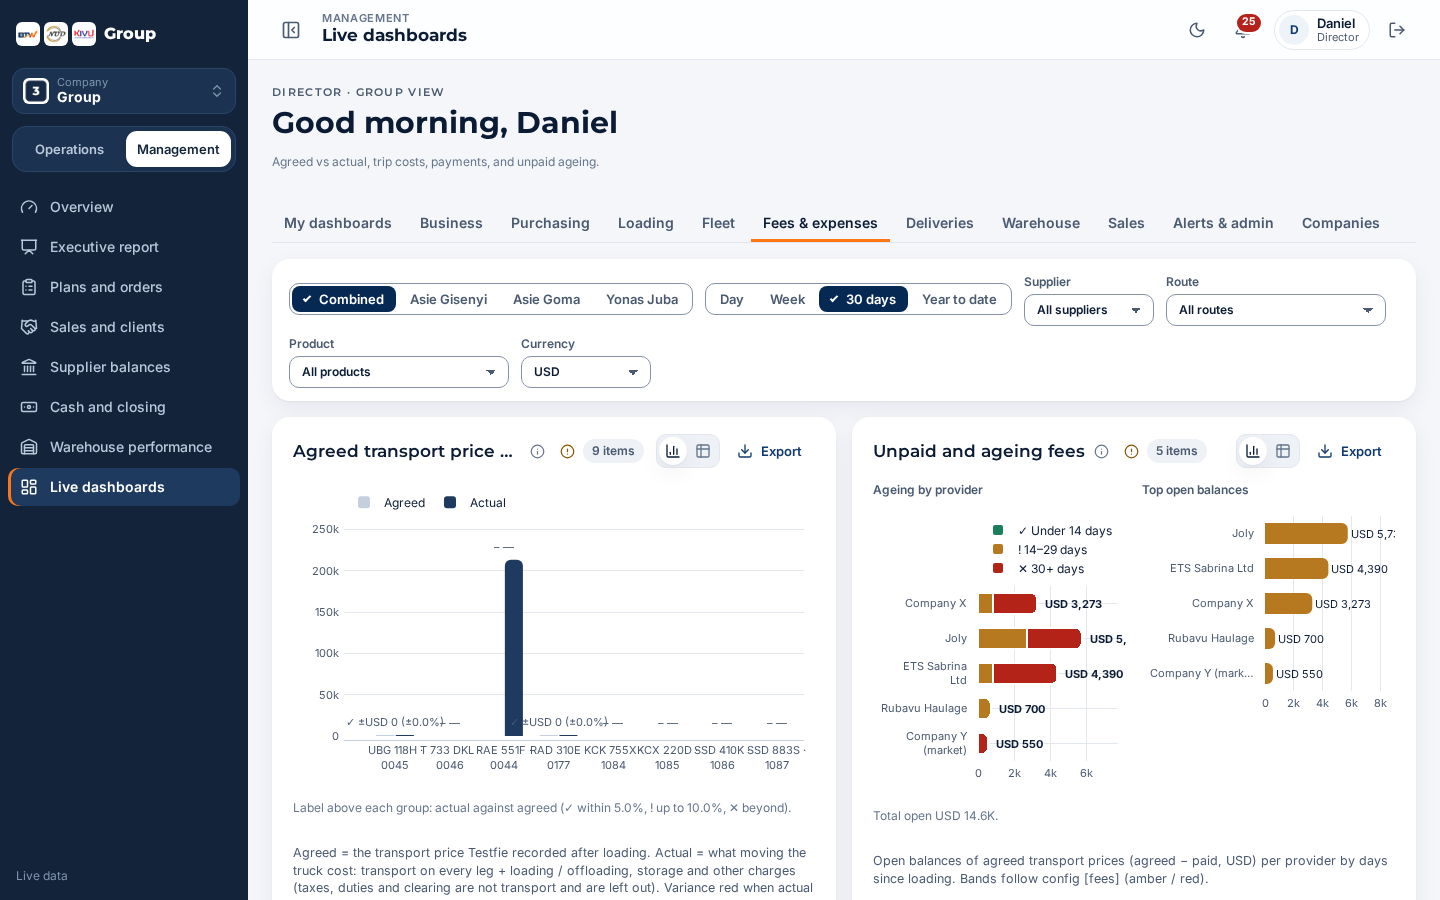 BTW NJD KIVU Group
Company
3 Group
Operations Management
Overview
Executive report
Plans and orders
Sales and clients
Supplier balances
Cash and closing
Warehouse performance
Live dashboards
Live data
MANAGEMENT
Live dashboards
25
D Daniel
Director
DIRECTOR · GROUP VIEW
Good morning, Daniel
Agreed vs actual, trip costs, payments, and unpaid ageing.
My dashboards Business Purchasing Loading Fleet Fees & expenses Deliveries Warehouse Sales Alerts & admin Companies
✓ Combined Asie Gisenyi Asie Goma Yonas Juba
Day Week ✓ 30 days Year to date
Supplier
All suppliers
Route
All routes
Product
All products
Currency
USD
Agreed transport price ... 9 items Export
Agreed Actual
250k
200k
150k
100k
50k
0
– —
✓ ±USD 0 (±0.0%) – — ✓ ±USD 0 (±0.0%) – — – — – — – —
UBG 118H · T 733 DKL · RAE 551F · RAD 310E · KCK 755X · KCX 220D · SSD 410K · SSD 883S ·
0045 0046 0044 0177 1084 1085 1086 1087
Label above each group: actual against agreed (✓ within 5.0%, ! up to 10.0%, ✕ beyond).
Agreed = the transport price Testfie recorded after loading. Actual = what moving the
truck cost: transport on every leg + loading / offloading, storage and other charges
(taxes, duties and clearing are not transport and are left out). Variance red when actual
Unpaid and ageing fees 5 items Export
Ageing by provider
✓ Under 14 days
! 14–29 days
✕ 30+ days
Company X USD 3,273
Joly USD 5,
ETS Sabrina
Ltd USD 4,390
Rubavu Haulage USD 700
Company Y
(market) USD 550
0 2k 4k 6k
Top open balances
Joly USD 5,73
ETS Sabrina Ltd USD 4,390
Company X USD 3,273
Rubavu Haulage USD 700
Company Y (mark... USD 550
0 2k 4k 6k 8k
Total open USD 14.6K.
Open balances of agreed transport prices (agreed − paid, USD) per provider by days
since loading. Bands follow config [fees] (amber / red).